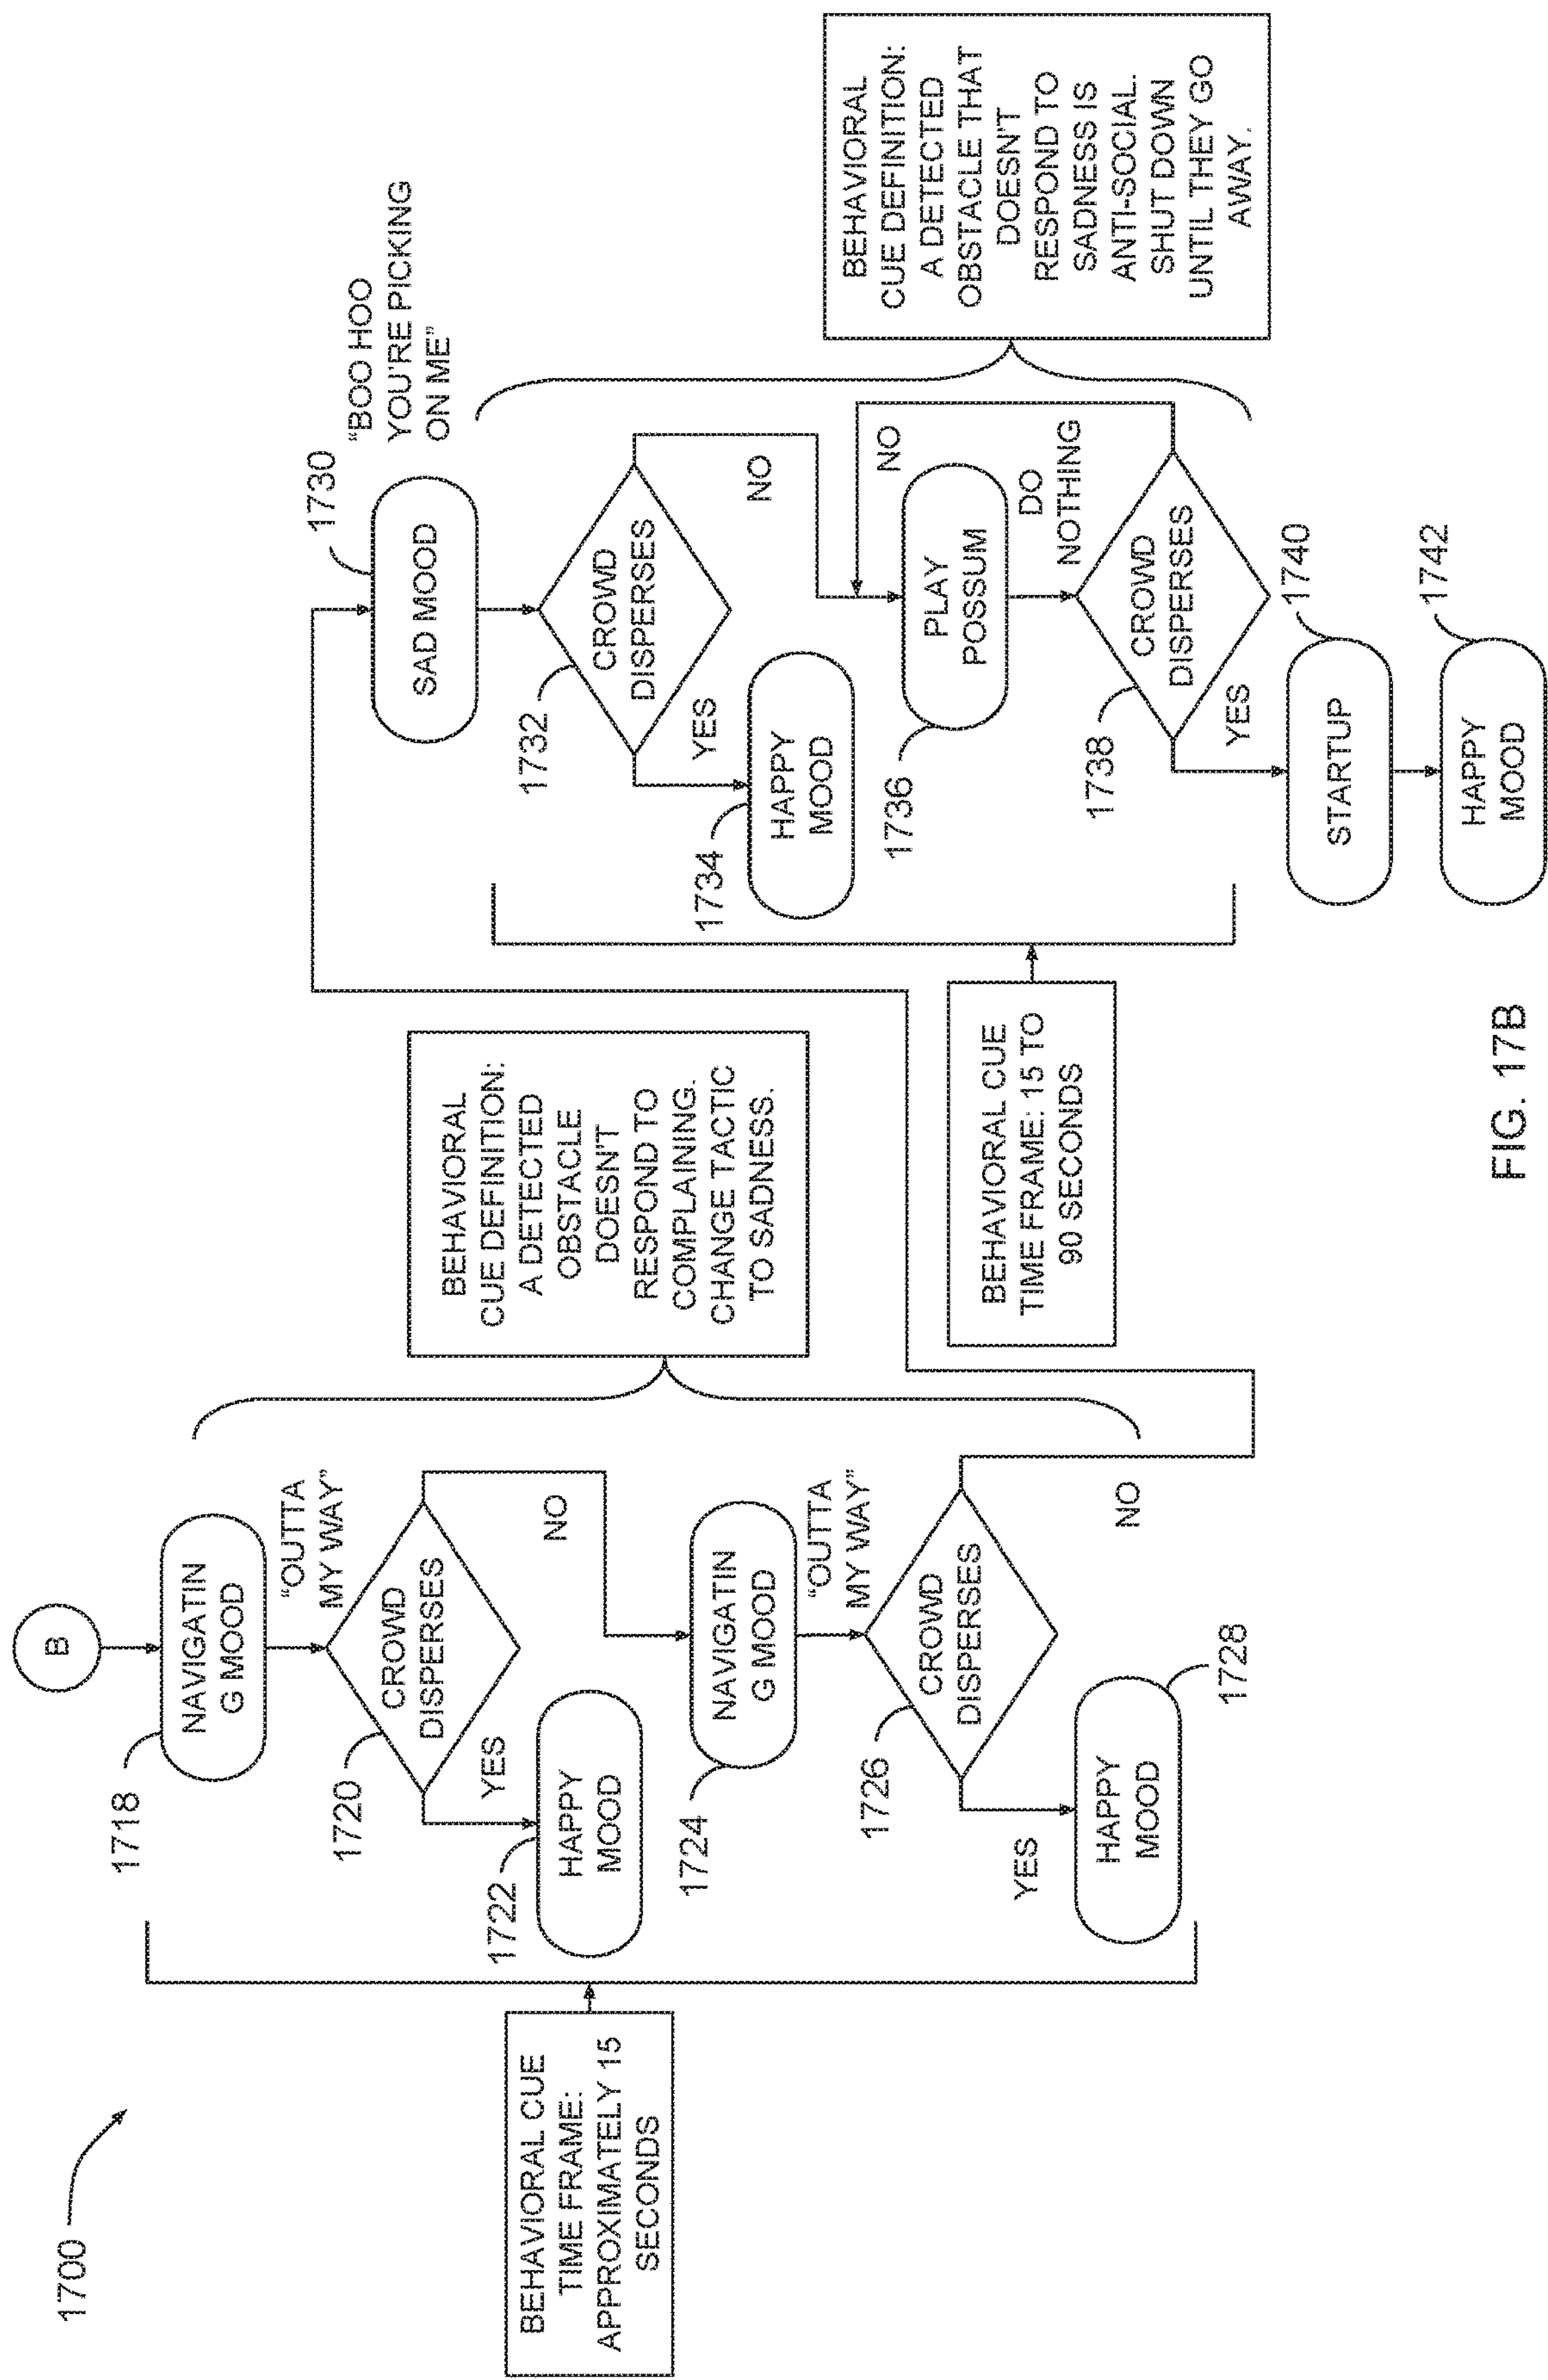 1700
BEHAVIORAL CUE
TIME FRAME:
APPROXIMATELY 15
SECONDS
B
1718
NAVIGATIN
G MOOD
"OUTTA
MY WAY"
1720
CROWD
DISPERSES
YES
NO
1722
HAPPY
MOOD
1724
NAVIGATIN
G MOOD
"OUTTA
MY WAY"
1726
CROWD
DISPERSES
YES
NO
HAPPY
MOOD
1728
BEHAVIORAL
CUE DEFINITION:
A DETECTED
OBSTACLE
DOESN'T
RESPOND TO
COMPLAINING.
CHANGE TACTIC
TO SADNESS.
BEHAVIORAL CUE
TIME FRAME: 15 TO
90 SECONDS
1730
"BOO HOO
YOU'RE PICKING
ON ME"
SAD MOOD
1732
CROWD
DISPERSES
YES
NO
1734
HAPPY
MOOD
NO
1736
PLAY
POSSUM
DO
NOTHING
1738
CROWD
DISPERSES
YES
1740
STARTUP
1742
HAPPY
MOOD
BEHAVIORAL
CUE DEFINITION:
A DETECTED
OBSTACLE THAT
DOESN'T
RESPOND TO
SADNESS IS
ANTI-SOCIAL.
SHUT DOWN
UNTIL THEY GO
AWAY.
FIG. 17B